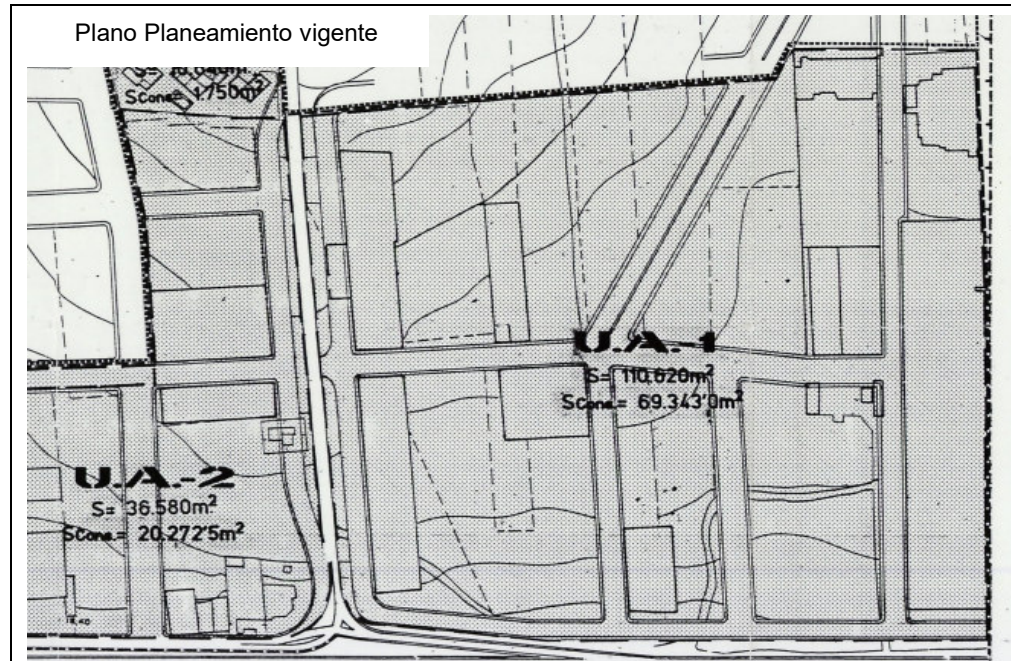 Plano Planeamiento vigente
SCons.= 1.750m²
U.A.-1
S= 110.620m²
SCons.= 69.343'0m²
U.A.-2
S= 36.580m²
SCons.= 20.272'5m²